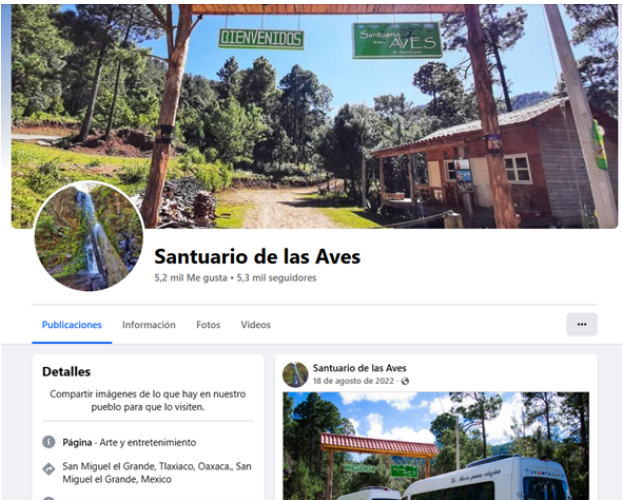 BIENVENIDOS
Santuario
AVES
Santuario de las Aves
5,2 mil Me gusta • 5,3 mil seguidores
Publicaciones Información Fotos Videos ...
Detalles
Compartir imágenes de lo que hay en nuestro
pueblo para que lo visiten.
Página · Arte y entretenimiento
San Miguel el Grande, Tlaxiaco, Oaxaca., San
Miguel el Grande, Mexico
Santuario de las Aves
18 de agosto de 2022 ·